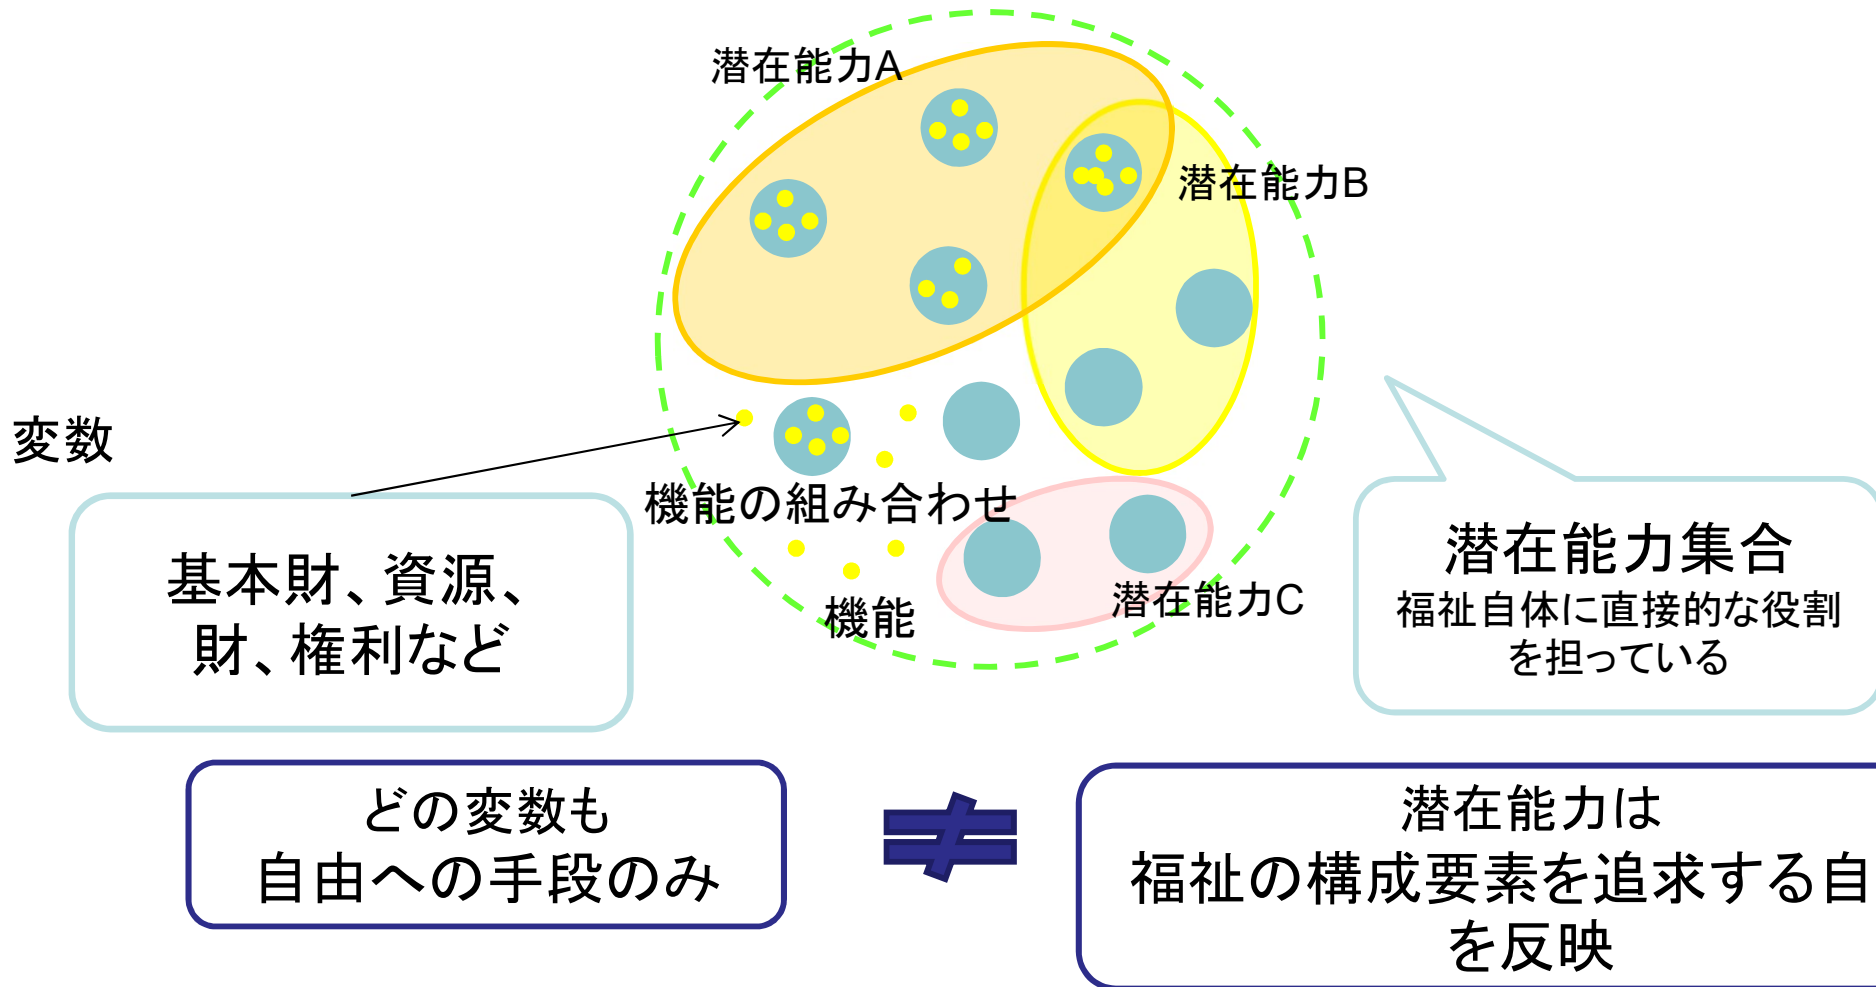 潜在能力A
潜在能力B
変数
機能の組み合わせ
基本財、資源、
財、権利など
機能
潜在能力C
潜在能力集合
福祉自体に直接的な役割
を担っている
どの変数も
自由への手段のみ
≠
潜在能力は
福祉の構成要素を追求する自
を反映